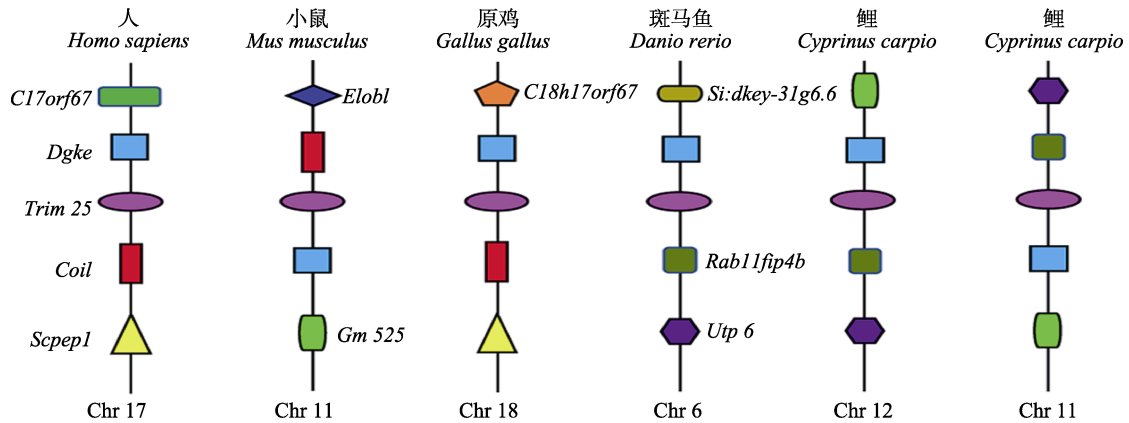 人 小鼠 原鸡 斑马鱼 鲤 鲤
Homo sapiens Mus musculus Gallus gallus Danio rerio Cyprinus carpio Cyprinus carpio
C17orf67 Elobl C18h17orf67 Si:dkey-31g6.6
Dgke
Trim 25
Coil Rab11fip4b
Scpep1 Gm 525 Utp 6
Chr 17 Chr 11 Chr 18 Chr 6 Chr 12 Chr 11